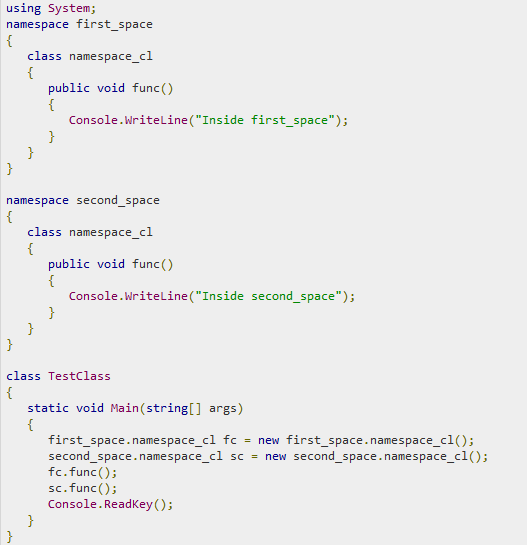 using System;
namespace first_space
{
   class namespace_cl
   {
      public void func()
      {
         Console.WriteLine("Inside first_space");
      }
   }
}

namespace second_space
{
   class namespace_cl
   {
      public void func()
      {
         Console.WriteLine("Inside second_space");
      }
   }
}

class TestClass
{
   static void Main(string[] args)
   {
      first_space.namespace_cl fc = new first_space.namespace_cl();
      second_space.namespace_cl sc = new second_space.namespace_cl();
      fc.func();
      sc.func();
      Console.ReadKey();
   }
}